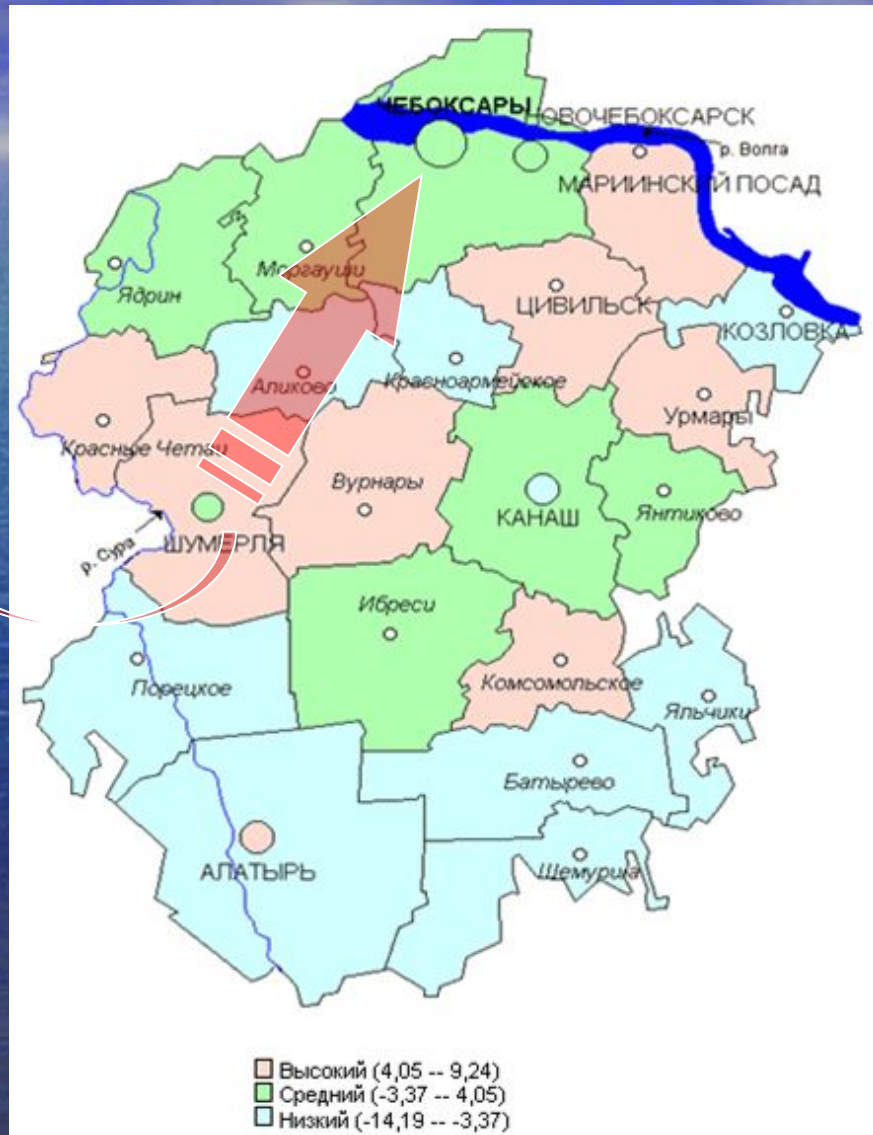 ЧЕБОКСАРЫ
НОВОЧЕБОКСАРСК
р. Волга
МАРИИНСКИЙ ПОСАД
Моргауши
Ядрин
ЦИВИЛЬСК
КОЗЛОВКА
Аликово
Красноармейское
Урмары
Красные Четаи
Вурнары
КАНАШ
Янтиково
р. Сура
ШУМЕРЛЯ
Ибреси
Порецкое
Комсомольское
Яльчики
Батырево
АЛАТЫРЬ
Шемурша
Высокий (4,05 -- 9,24)
Средний (-3,37 -- 4,05)
Низкий (-14,19 -- -3,37)